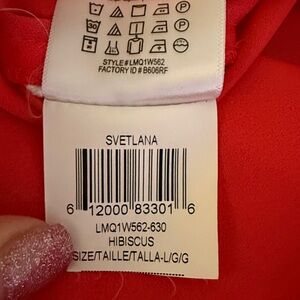 STYLE# LMQ1W562
FACTORY ID # B606RF
SVETLANA
6 12000 83301 6
LMQ1W562-630
HIBISCUS
SIZE/TAILLE/TALLA-L/G/G